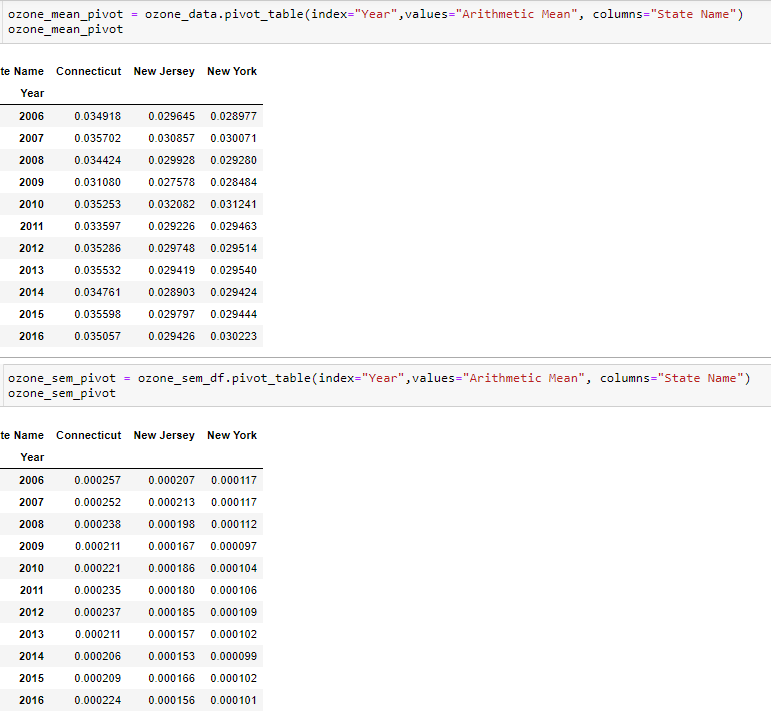 ozone_mean_pivot = ozone_data.pivot_table(index="Year",values="Arithmetic Mean", columns="State Name")
ozone_mean_pivot
te Name Connecticut New Jersey New York
Year
2006 0.034918 0.029645 0.028977
2007 0.035702 0.030857 0.030071
2008 0.034424 0.029928 0.029280
2009 0.031080 0.027578 0.028484
2010 0.035253 0.032082 0.031241
2011 0.033597 0.029226 0.029463
2012 0.035286 0.029748 0.029514
2013 0.035532 0.029419 0.029540
2014 0.034761 0.028903 0.029424
2015 0.035598 0.029797 0.029444
2016 0.035057 0.029426 0.030223
ozone_sem_pivot = ozone_sem_df.pivot_table(index="Year",values="Arithmetic Mean", columns="State Name")
ozone_sem_pivot
te Name Connecticut New Jersey New York
Year
2006 0.000257 0.000207 0.000117
2007 0.000252 0.000213 0.000117
2008 0.000238 0.000198 0.000112
2009 0.000211 0.000167 0.000097
2010 0.000221 0.000186 0.000104
2011 0.000235 0.000180 0.000106
2012 0.000237 0.000185 0.000109
2013 0.000211 0.000157 0.000102
2014 0.000206 0.000153 0.000099
2015 0.000209 0.000166 0.000102
2016 0.000224 0.000156 0.000101